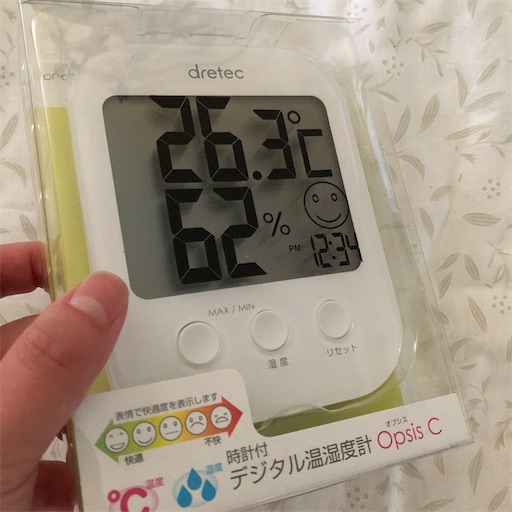 dretec
26.3℃
62%
PM 12:34
MAX / MIN
温度
リセット
表情で快適度を表示します
快適 不快
時計付
オプシス
デジタル温湿度計 Opsis C
℃ 温度
湿度